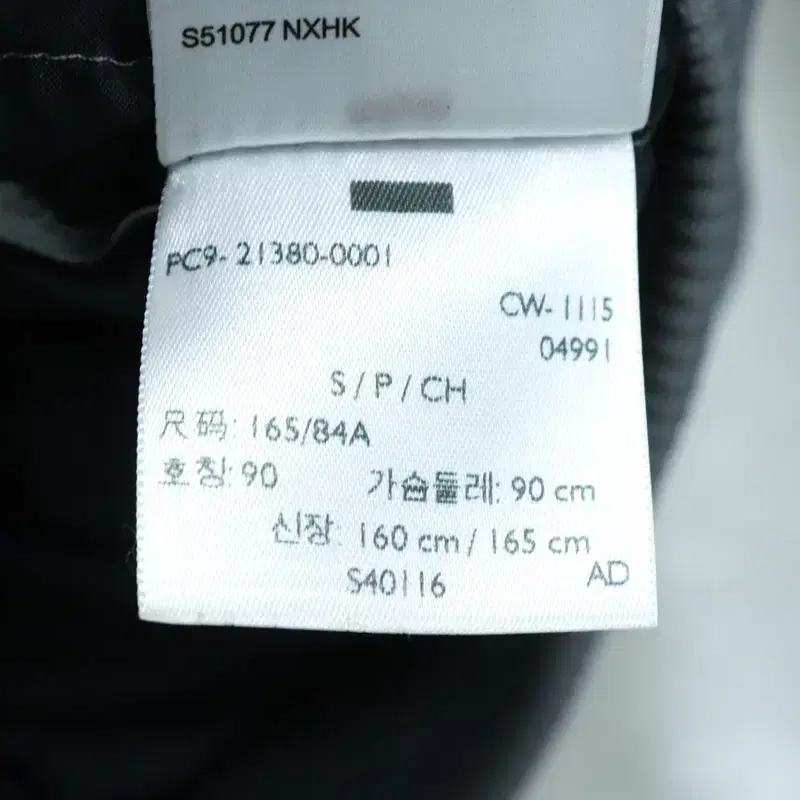 S51077 NXHK
PC9- 21380-0001
CW- 1115
04991
S / P / CH
尺 码: 165/84A
호 칭: 90 가슴둘레: 90 cm
신장: 160 cm / 165 cm
S40116 AD